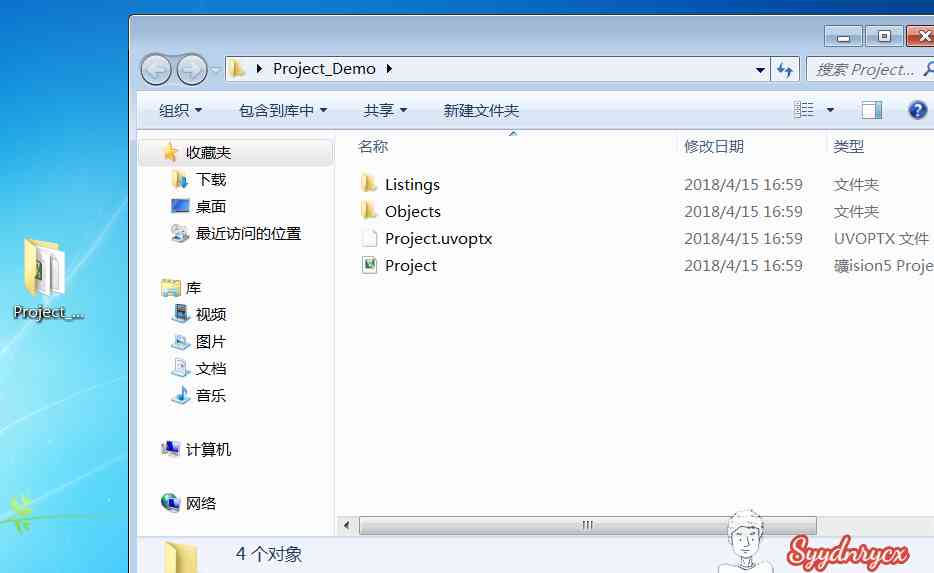 Project_Demo
搜索 Project...
组织 包含到库中 共享 新建文件夹
名称 修改日期 类型
收藏夹
下载
桌面
最近访问的位置
库
视频
图片
文档
音乐
计算机
网络
Listings 2018/4/15 16:59 文件夹
Objects 2018/4/15 16:59 文件夹
Project.uvoptx 2018/4/15 16:59 UVOPTX 文件
Project 2018/4/15 16:59 礦ision5 Proje
Project_...
4 个对象
Syydnrycx